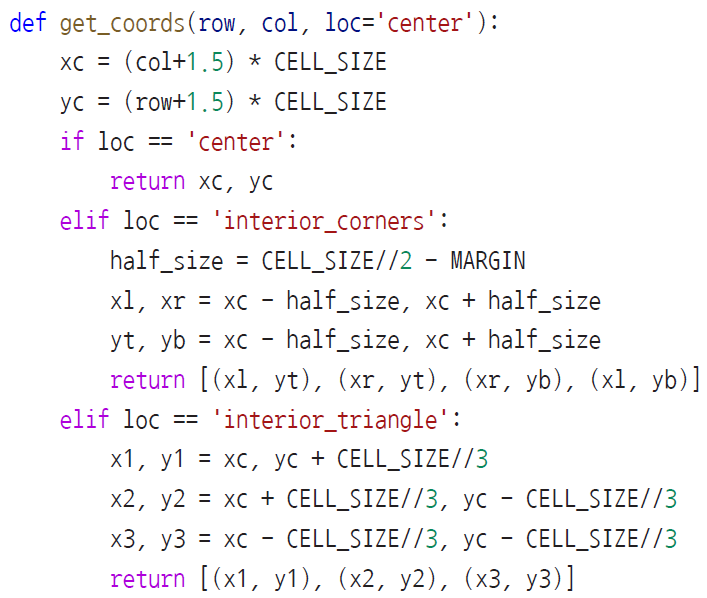 def get_coords(row, col, loc='center'):
    xc = (col+1.5) * CELL_SIZE
    yc = (row+1.5) * CELL_SIZE
    if loc == 'center':
        return xc, yc
    elif loc == 'interior_corners':
        half_size = CELL_SIZE//2 - MARGIN
        xl, xr = xc - half_size, xc + half_size
        yt, yb = xc - half_size, xc + half_size
        return [(xl, yt), (xr, yt), (xr, yb), (xl, yb)]
    elif loc == 'interior_triangle':
        x1, y1 = xc, yc + CELL_SIZE//3
        x2, y2 = xc + CELL_SIZE//3, yc - CELL_SIZE//3
        x3, y3 = xc - CELL_SIZE//3, yc - CELL_SIZE//3
        return [(x1, y1), (x2, y2), (x3, y3)]